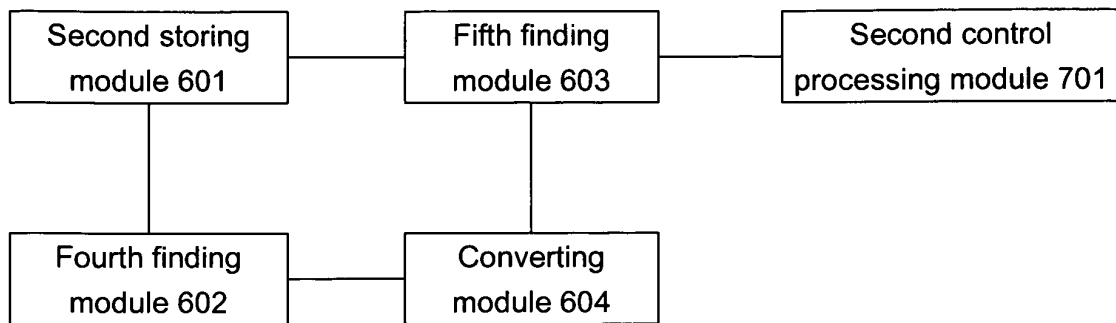 Second storing
module 601
Fifth finding
module 603
Second control
processing module 701
Fourth finding
module 602
Converting
module 604